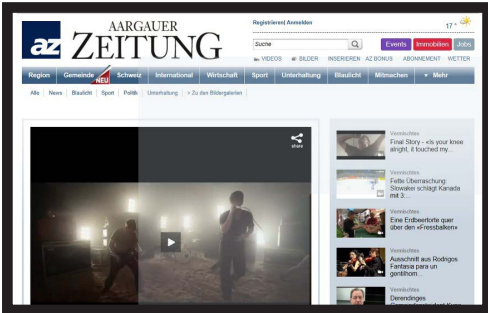 az AARGAUER
ZEITUNG
Registrieren| Anmelden
17°
Suche
Events Immobilien Jobs
VIDEOS BILDER INSERIEREN AZ BONUS ABONNEMENT WETTER
Region Gemeinde NEU Schweiz International Wirtschaft Sport Unterhaltung Blaulicht Mitmachen Mehr
Alle News Blaulicht Sport Politik Unterhaltung > Zu den Bildergalerien
share
Vermischtes
Final Story - «Is your knee
alright, it touched my...
Vermischtes
Fette Überraschung:
Slowakei schlägt Kanada
mit 3:...
Vermischtes
Eine Erdbeertorte quer
über den «Fressbalken»
Vermischtes
Ausschnitt aus Rodrigos
Fantasia para un
gentilhom...
Vermischtes
Derendinges